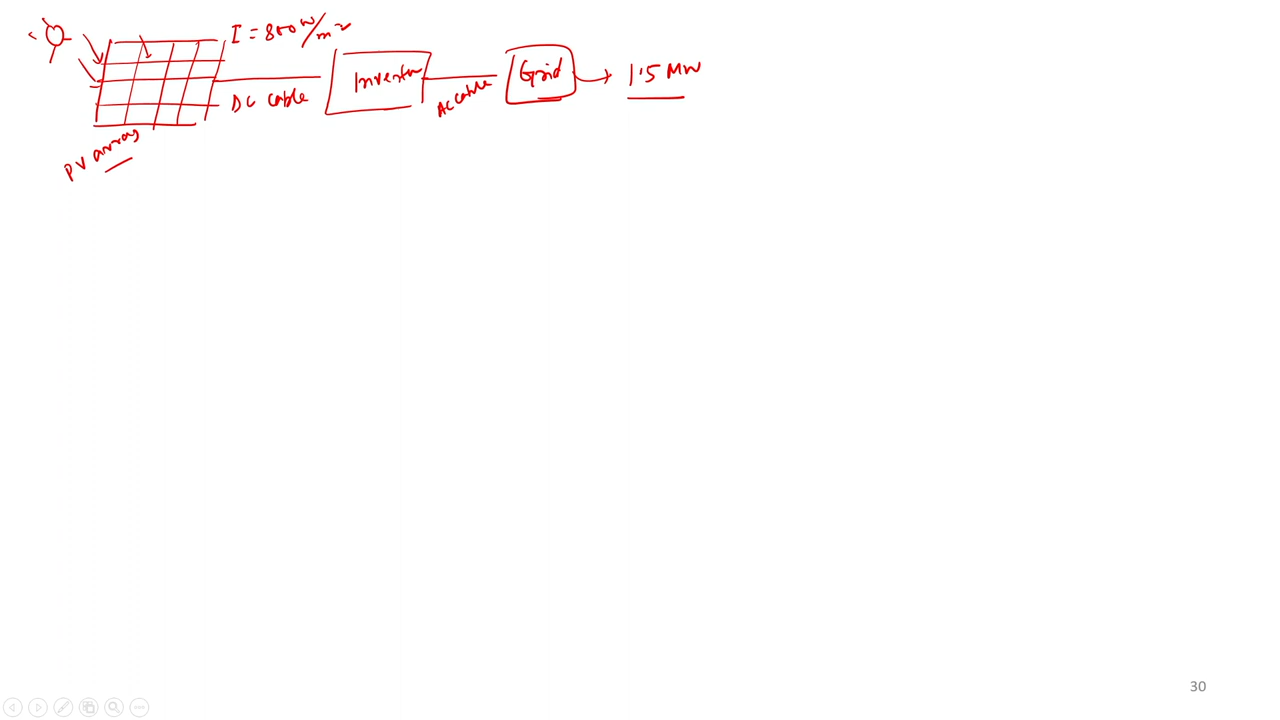 I = 800 W/m²
DC cable
Inverter
AC cable
Grid
1.5 MW
PV array
30